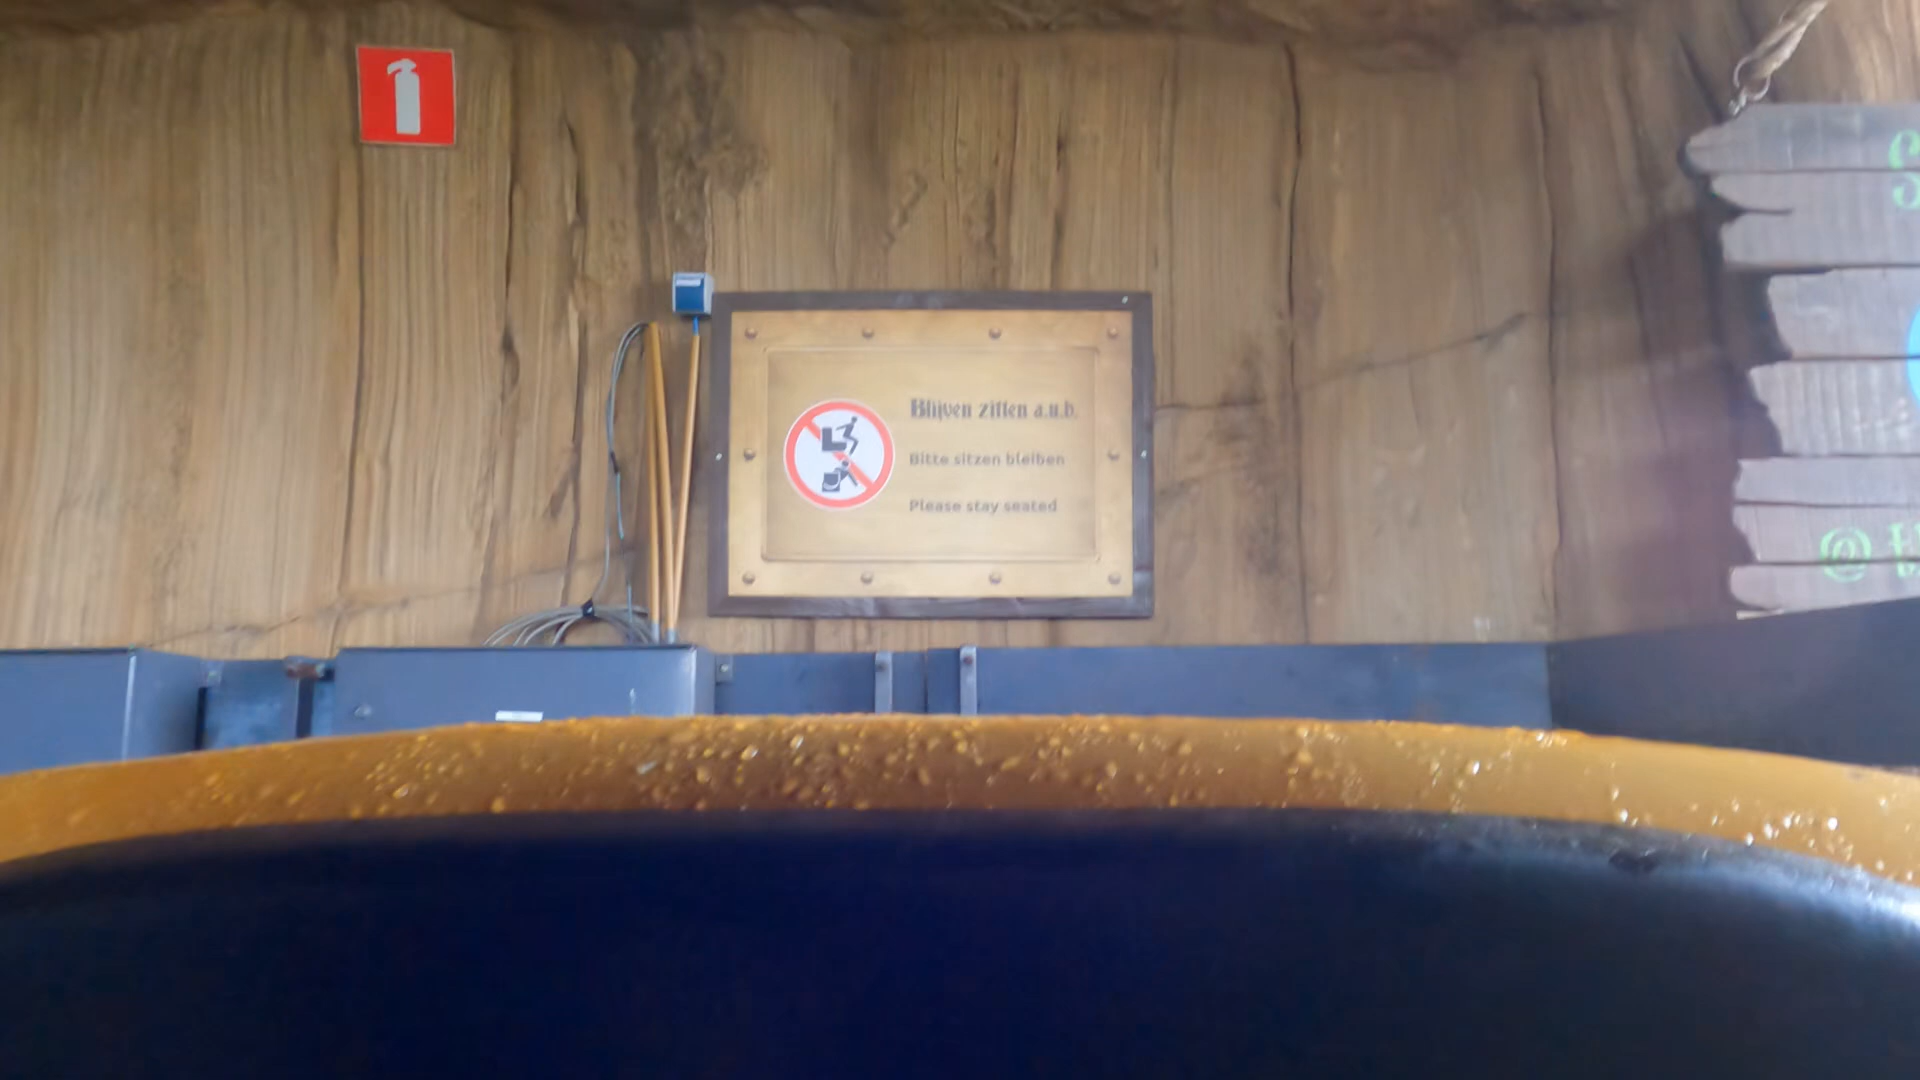 Blijven zitten a.u.b.
Bitte sitzen bleiben
Please stay seated